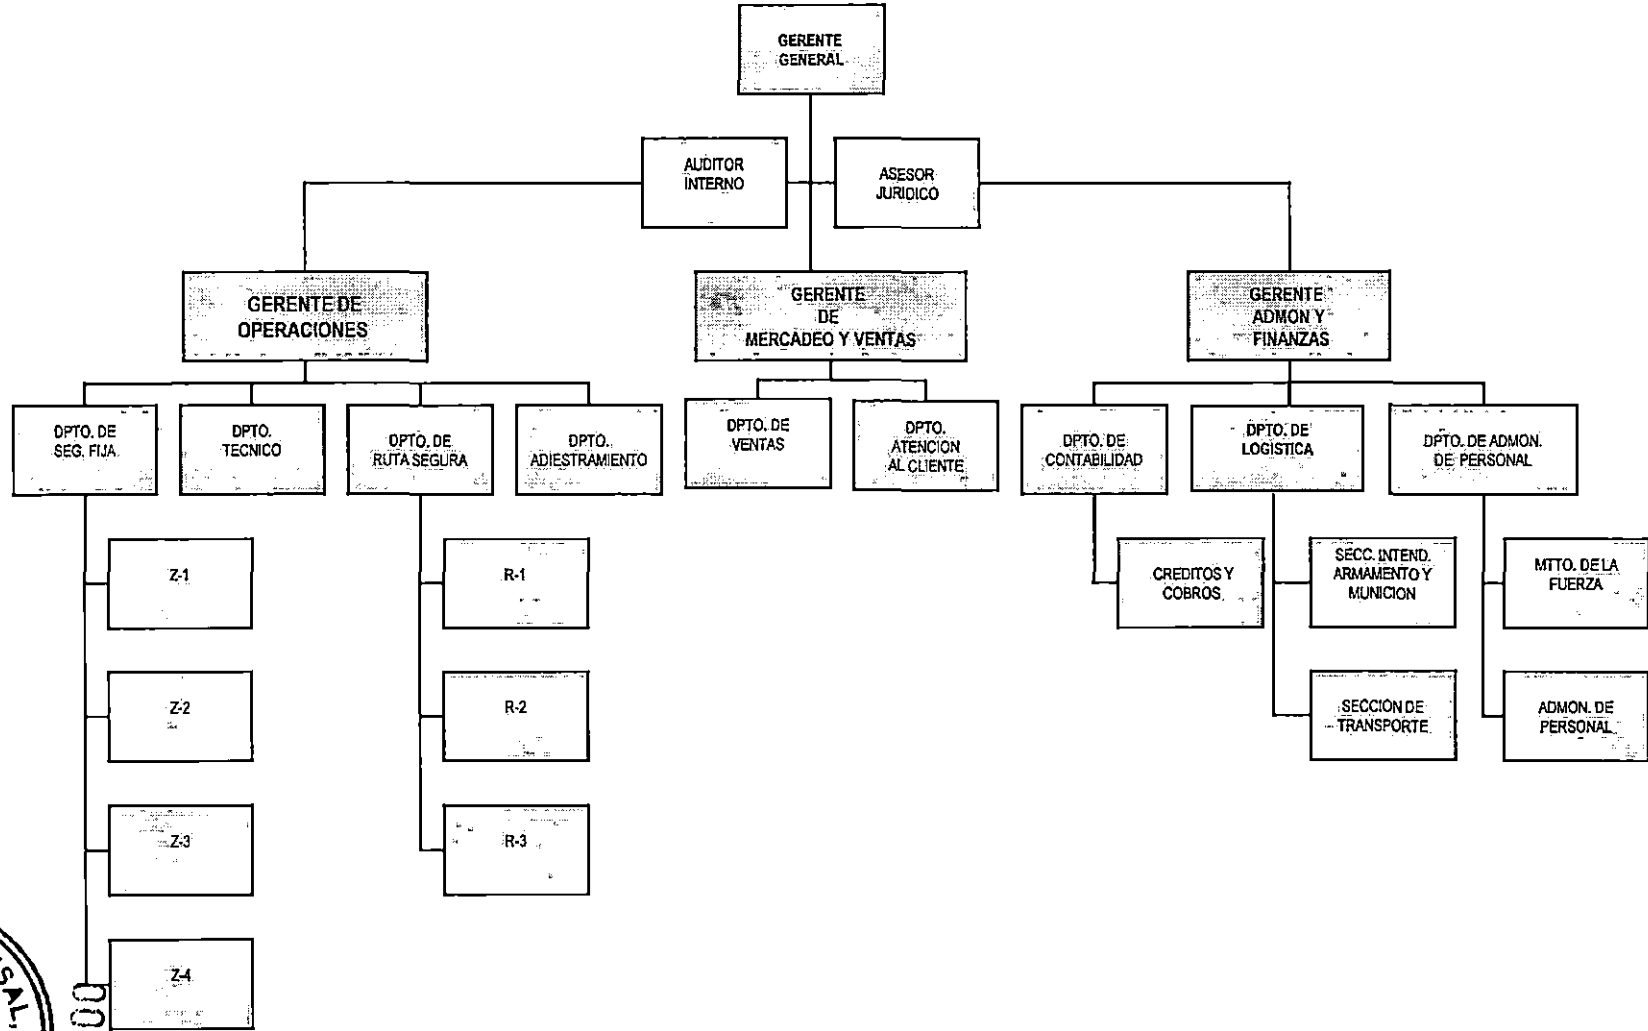 GERENTE
GENERAL
AUDITOR
INTERNO
ASESOR
JURIDICO
GERENTE DE
OPERACIONES
GERENTE
DE
MERCADEO Y VENTAS
GERENTE
ADMON Y
FINANZAS
DPTO. DE
SEG. FIJA
DPTO.
TECNICO
DPTO. DE
RUTA SEGURA
DPTO.
ADIESTRAMIENTO
DPTO. DE
VENTAS
DPTO.
ATENCION
AL CLIENTE
DPTO. DE
CONTABILIDAD
DPTO. DE
LOGISTICA
DPTO. DE ADMON.
DE PERSONAL
Z-1
R-1
CREDITOS Y
COBROS
SECC. INTEND.
ARMAMENTO Y
MUNICION
MTTO. DE LA
FUERZA
Z-2
R-2
SECCION DE
TRANSPORTE
ADMON. DE
PERSONAL
Z-3
R-3
Z-4
00